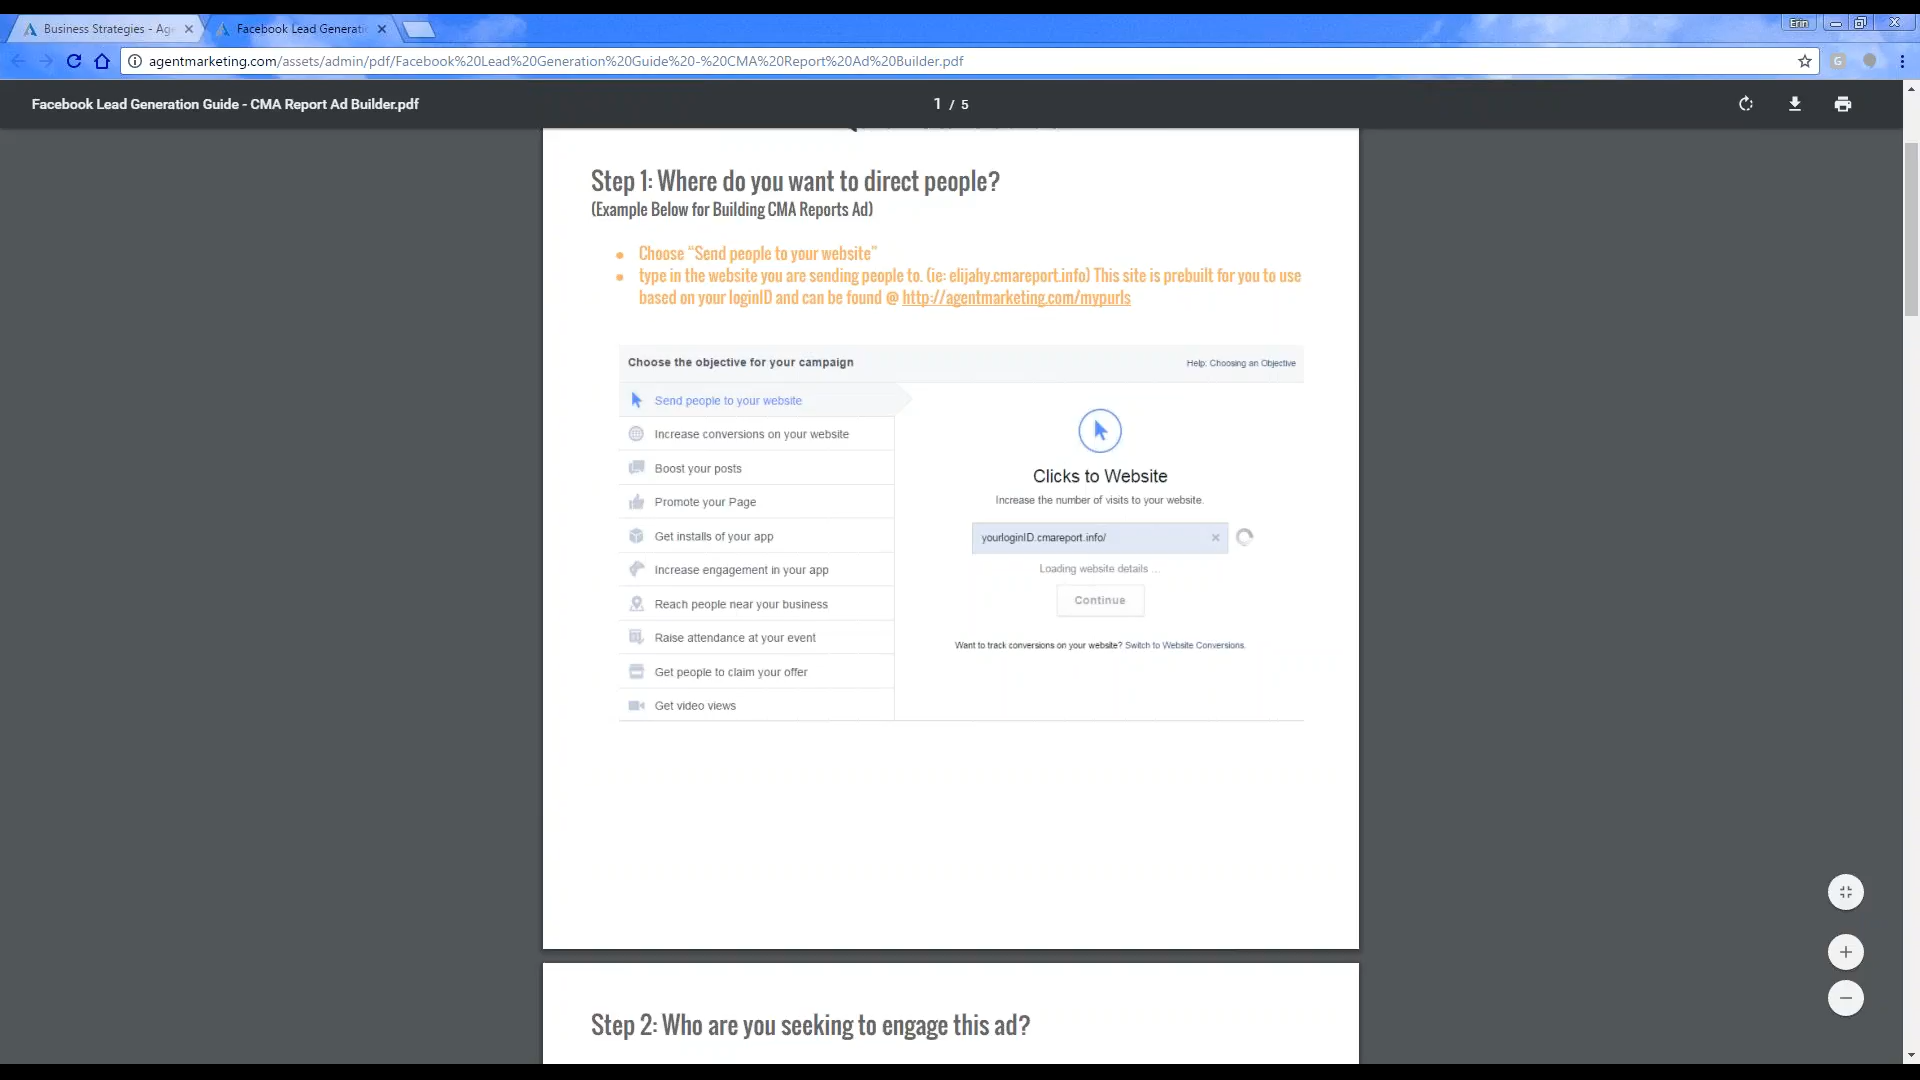 Business Strategies - Ag
Facebook Lead Generati
Erin
agentmarketing.com/assets/admin/pdf/Facebook%20Lead%20Generation%20Guide%20-%20CMA%20Report%20Ad%20Builder.pdf
G
Facebook Lead Generation Guide - CMA Report Ad Builder.pdf
1 / 5
Step 1: Where do you want to direct people?
(Example Below for Building CMA Reports Ad)
Choose “Send people to your website”
type in the website you are sending people to. (ie: elijahy.cmareport.info) This site is prebuilt for you to use
based on your loginID and can be found @ http://agentmarketing.com/mypurls
Choose the objective for your campaign
Help: Choosing an Objective
Send people to your website
Increase conversions on your website
Boost your posts
Promote your Page
Get installs of your app
Increase engagement in your app
Reach people near your business
Raise attendance at your event
Get people to claim your offer
Get video views
Clicks to Website
Increase the number of visits to your website.
yourloginID.cmareport.info/
Loading website details ...
Continue
Want to track conversions on your website? Switch to Website Conversions.
Step 2: Who are you seeking to engage this ad?